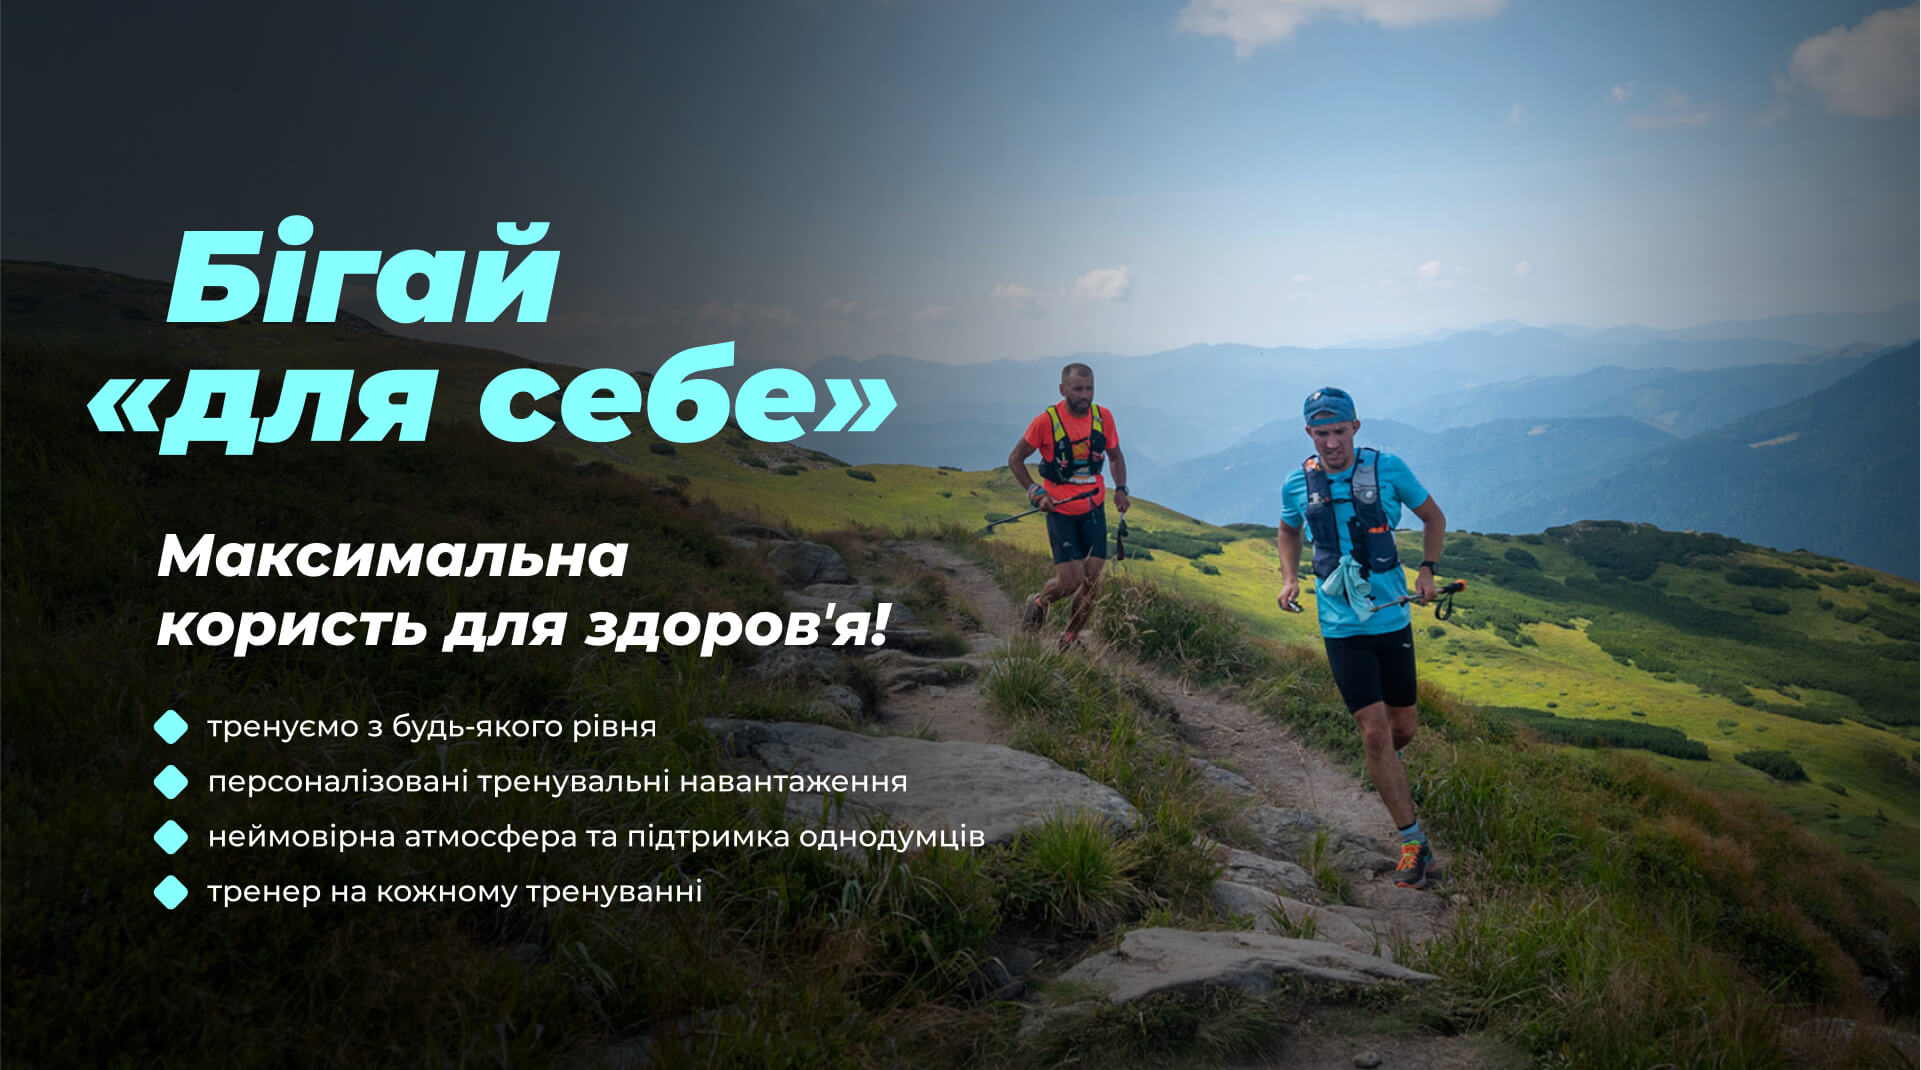 Бігай
«для себе»
Максимальна
користь для здоров'я!
тренуємо з будь-якого рівня
персоналізовані тренувальні навантаження
неймовірна атмосфера та підтримка однодумців
тренер на кожному тренуванні